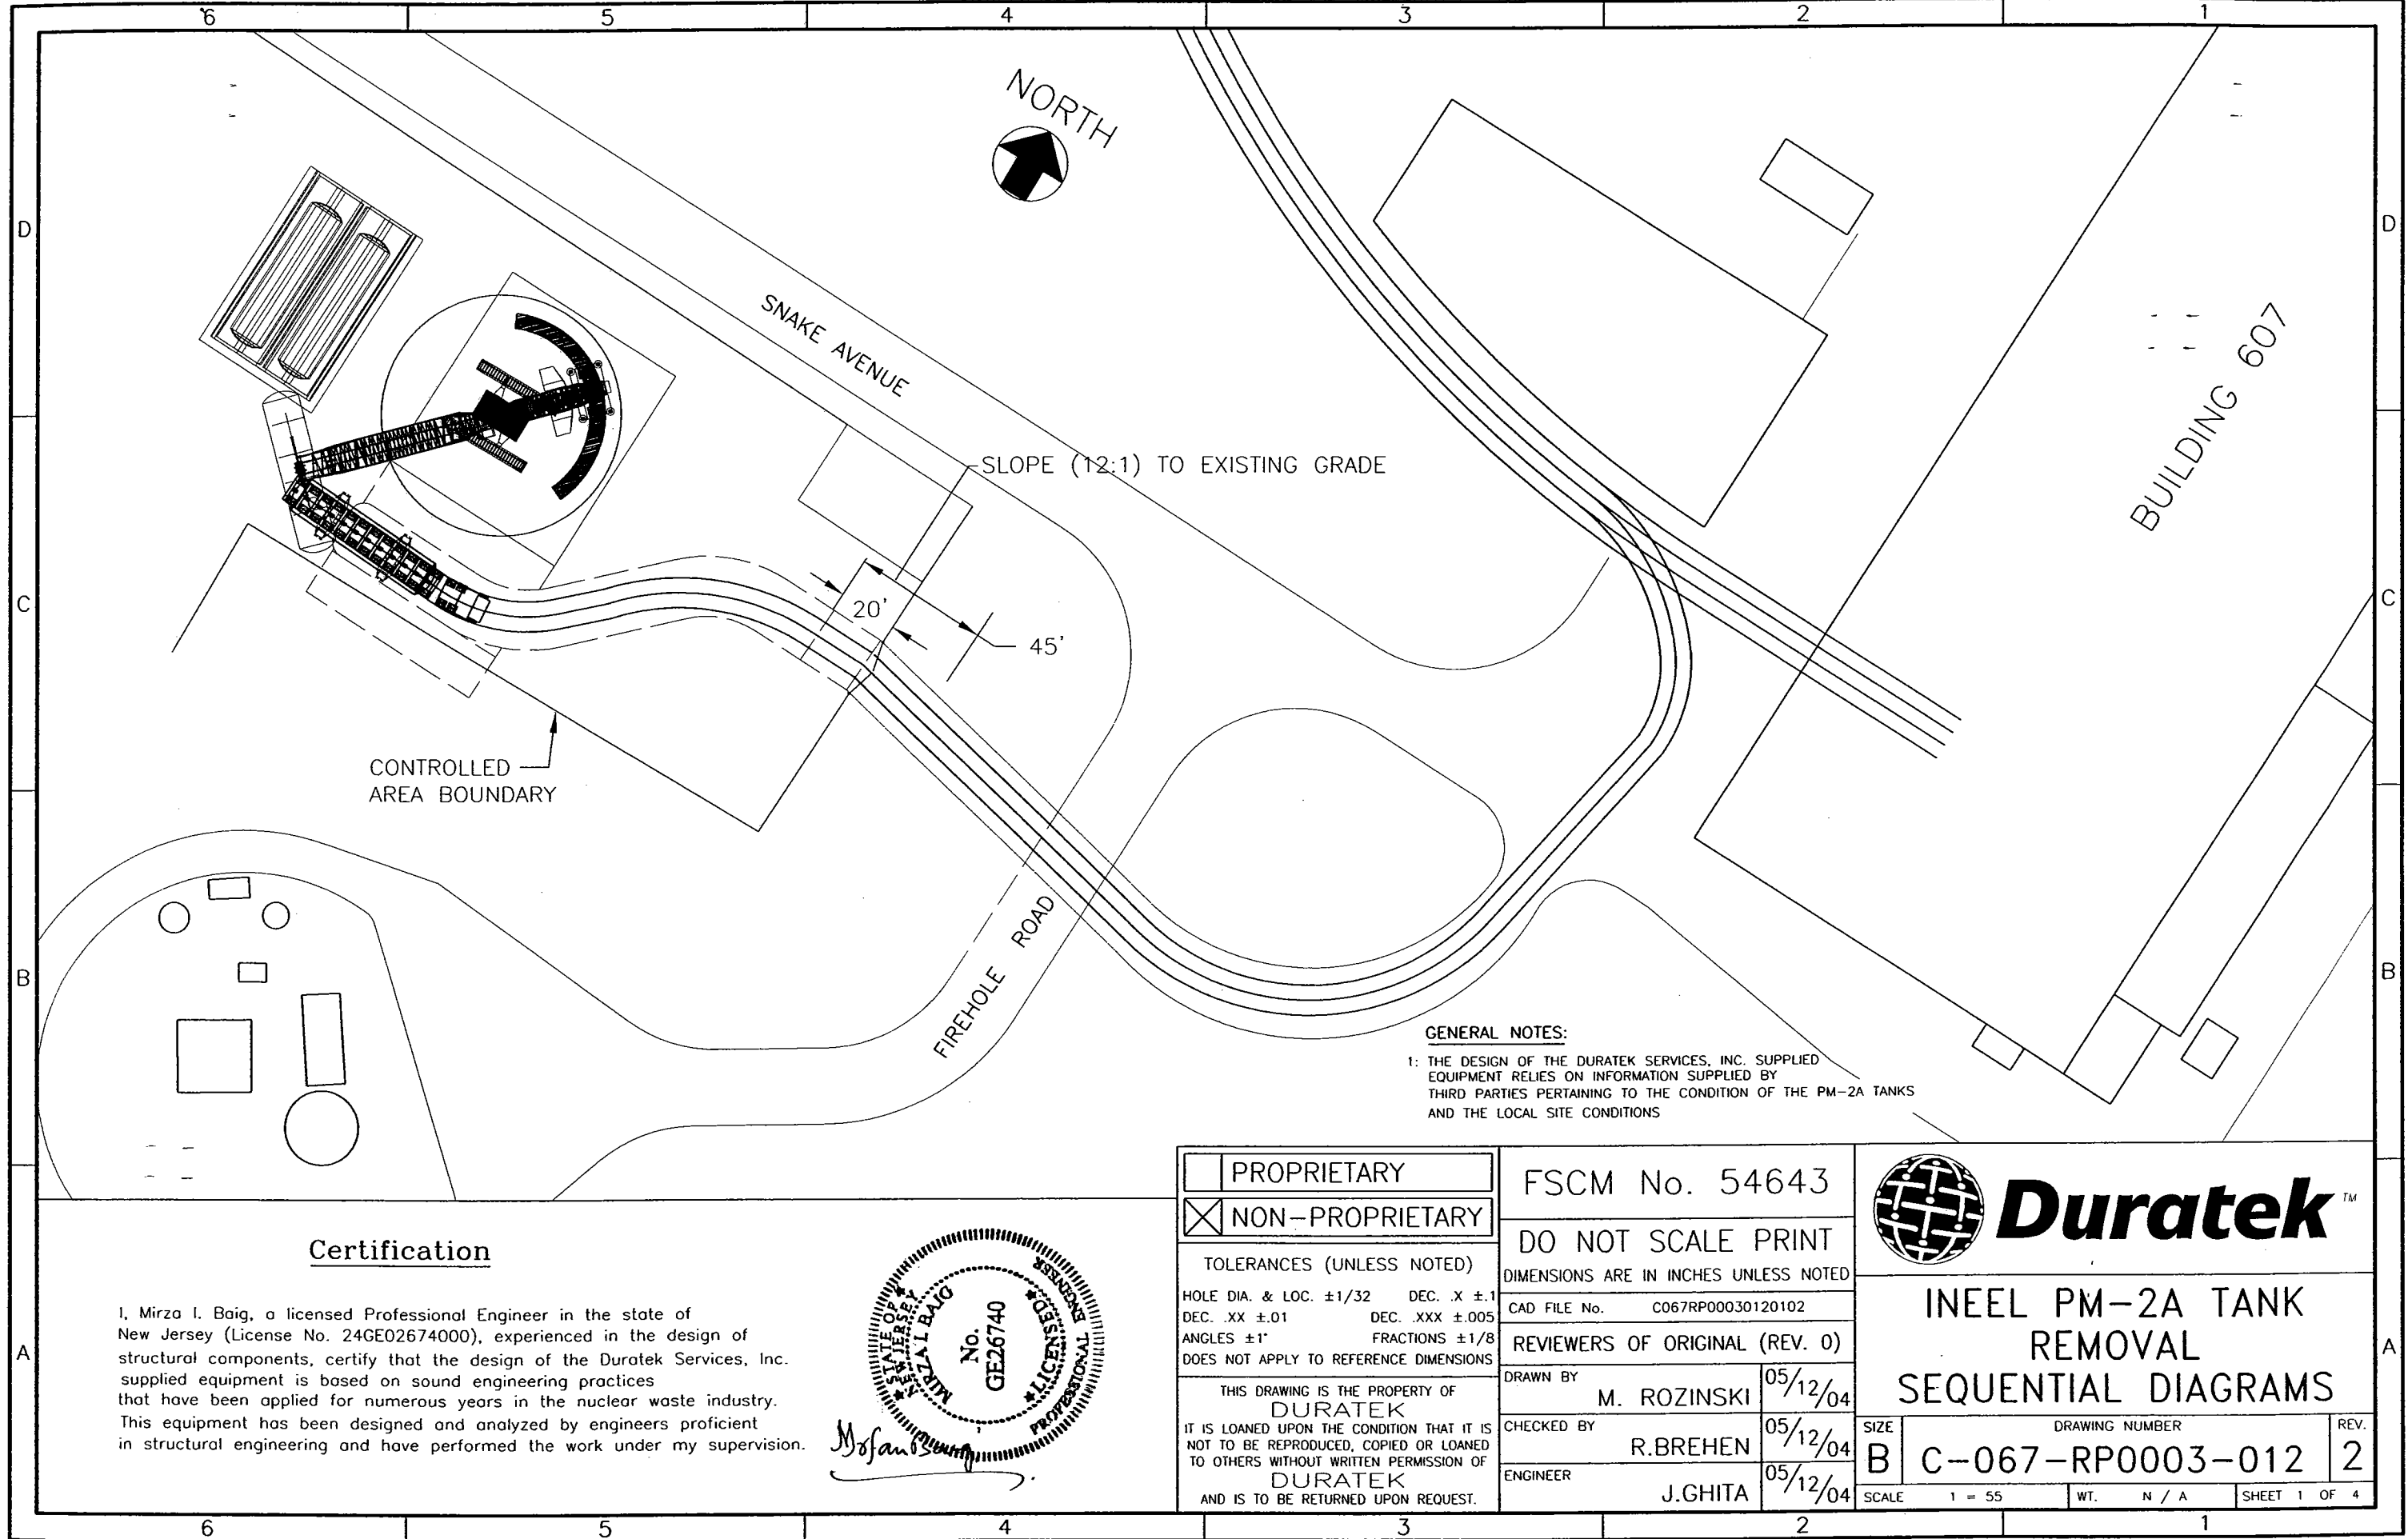 6 5 4 3 2 1
D D
C C
B B
A A
NORTH
SNAKE AVENUE
SLOPE (12:1) TO EXISTING GRADE
BUILDING 607
20'
45'
CONTROLLED
AREA BOUNDARY
FIREHOLE ROAD
GENERAL NOTES:
1: THE DESIGN OF THE DURATEK SERVICES, INC. SUPPLIED
EQUIPMENT RELIES ON INFORMATION SUPPLIED BY
THIRD PARTIES PERTAINING TO THE CONDITION OF THE PM-2A TANKS
AND THE LOCAL SITE CONDITIONS
Certification
I, Mirza I. Baig, a licensed Professional Engineer in the state of
New Jersey (License No. 24GE02674000), experienced in the design of
structural components, certify that the design of the Duratek Services, Inc.
supplied equipment is based on sound engineering practices
that have been applied for numerous years in the nuclear waste industry.
This equipment has been designed and analyzed by engineers proficient
in structural engineering and have performed the work under my supervision.
STATE OF
NEW JERSEY
MIRZA I BAIG
No.
GE26740
LICENSED
PROFESSIONAL ENGINEER
PROPRIETARY
NON-PROPRIETARY
TOLERANCES (UNLESS NOTED)
HOLE DIA. & LOC. ±1/32 DEC. .X ±.1
DEC. .XX ±.01 DEC. .XXX ±.005
ANGLES ±1° FRACTIONS ±1/8
DOES NOT APPLY TO REFERENCE DIMENSIONS
THIS DRAWING IS THE PROPERTY OF
DURATEK
IT IS LOANED UPON THE CONDITION THAT IT IS
NOT TO BE REPRODUCED, COPIED OR LOANED
TO OTHERS WITHOUT WRITTEN PERMISSION OF
DURATEK
AND IS TO BE RETURNED UPON REQUEST.
FSCM No. 54643
DO NOT SCALE PRINT
DIMENSIONS ARE IN INCHES UNLESS NOTED
CAD FILE No. C067RP00030120102
REVIEWERS OF ORIGINAL (REV. 0)
DRAWN BY M. ROZINSKI 05/12/04
CHECKED BY R.BREHEN 05/12/04
ENGINEER J.GHITA 05/12/04
Duratek TM
INEEL PM-2A TANK
REMOVAL
SEQUENTIAL DIAGRAMS
SIZE DRAWING NUMBER REV.
B C-067-RP0003-012 2
SCALE 1 = 55 WT. N / A SHEET 1 OF 4
6 5 4 3 2 1